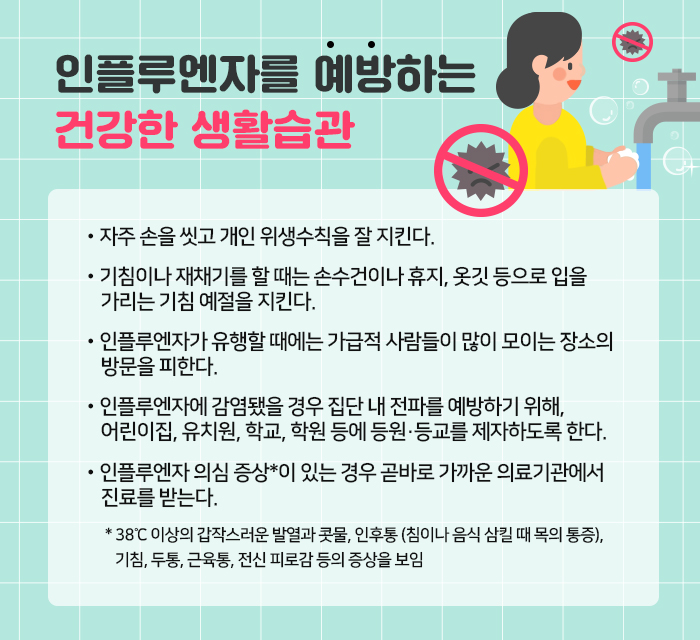 인플루엔자를 예방하는
건강한 생활습관
• 자주 손을 씻고 개인 위생수칙을 잘 지킨다.
• 기침이나 재채기를 할 때는 손수건이나 휴지, 옷깃 등으로 입을
가리는 기침 예절을 지킨다.
• 인플루엔자가 유행할 때에는 가급적 사람들이 많이 모이는 장소의
방문을 피한다.
• 인플루엔자에 감염됐을 경우 집단 내 전파를 예방하기 위해,
어린이집, 유치원, 학교, 학원 등에 등원·등교를 제자하도록 한다.
• 인플루엔자 의심 증상*이 있는 경우 곧바로 가까운 의료기관에서
진료를 받는다.
* 38℃ 이상의 갑작스러운 발열과 콧물, 인후통 (침이나 음식 삼킬 때 목의 통증),
기침, 두통, 근육통, 전신 피로감 등의 증상을 보임